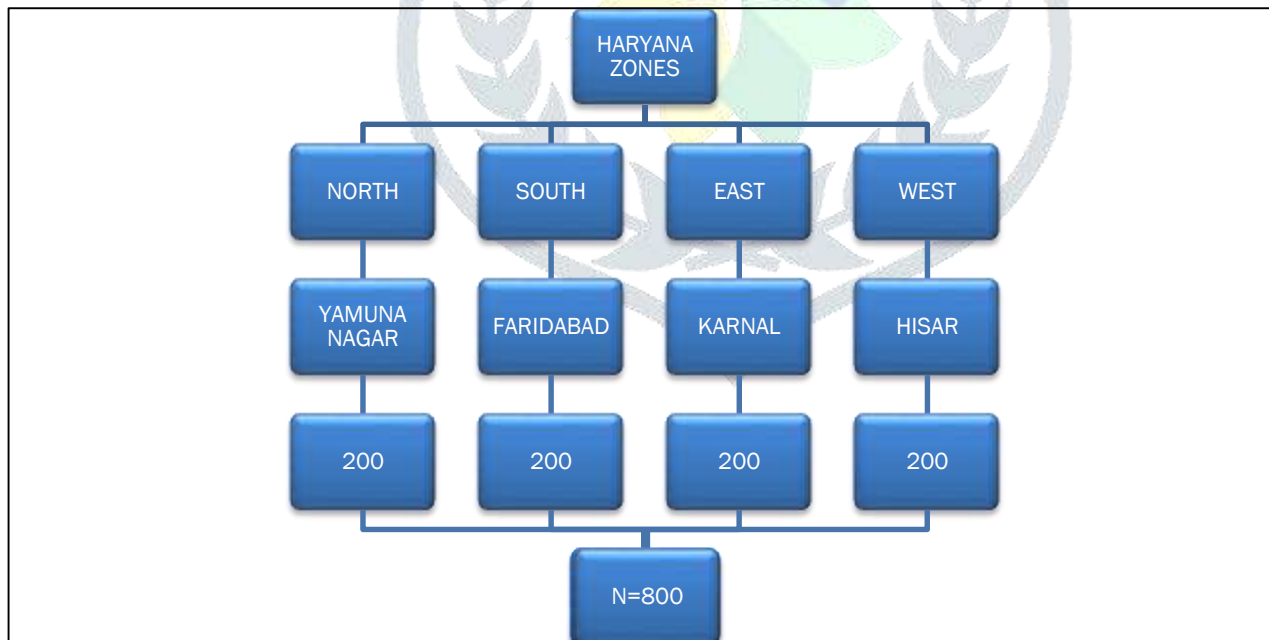 HARYANA
ZONES
NORTH
SOUTH
EAST
WEST
YAMUNA
NAGAR
FARIDABAD
KARNAL
HISAR
200
200
200
200
N=800